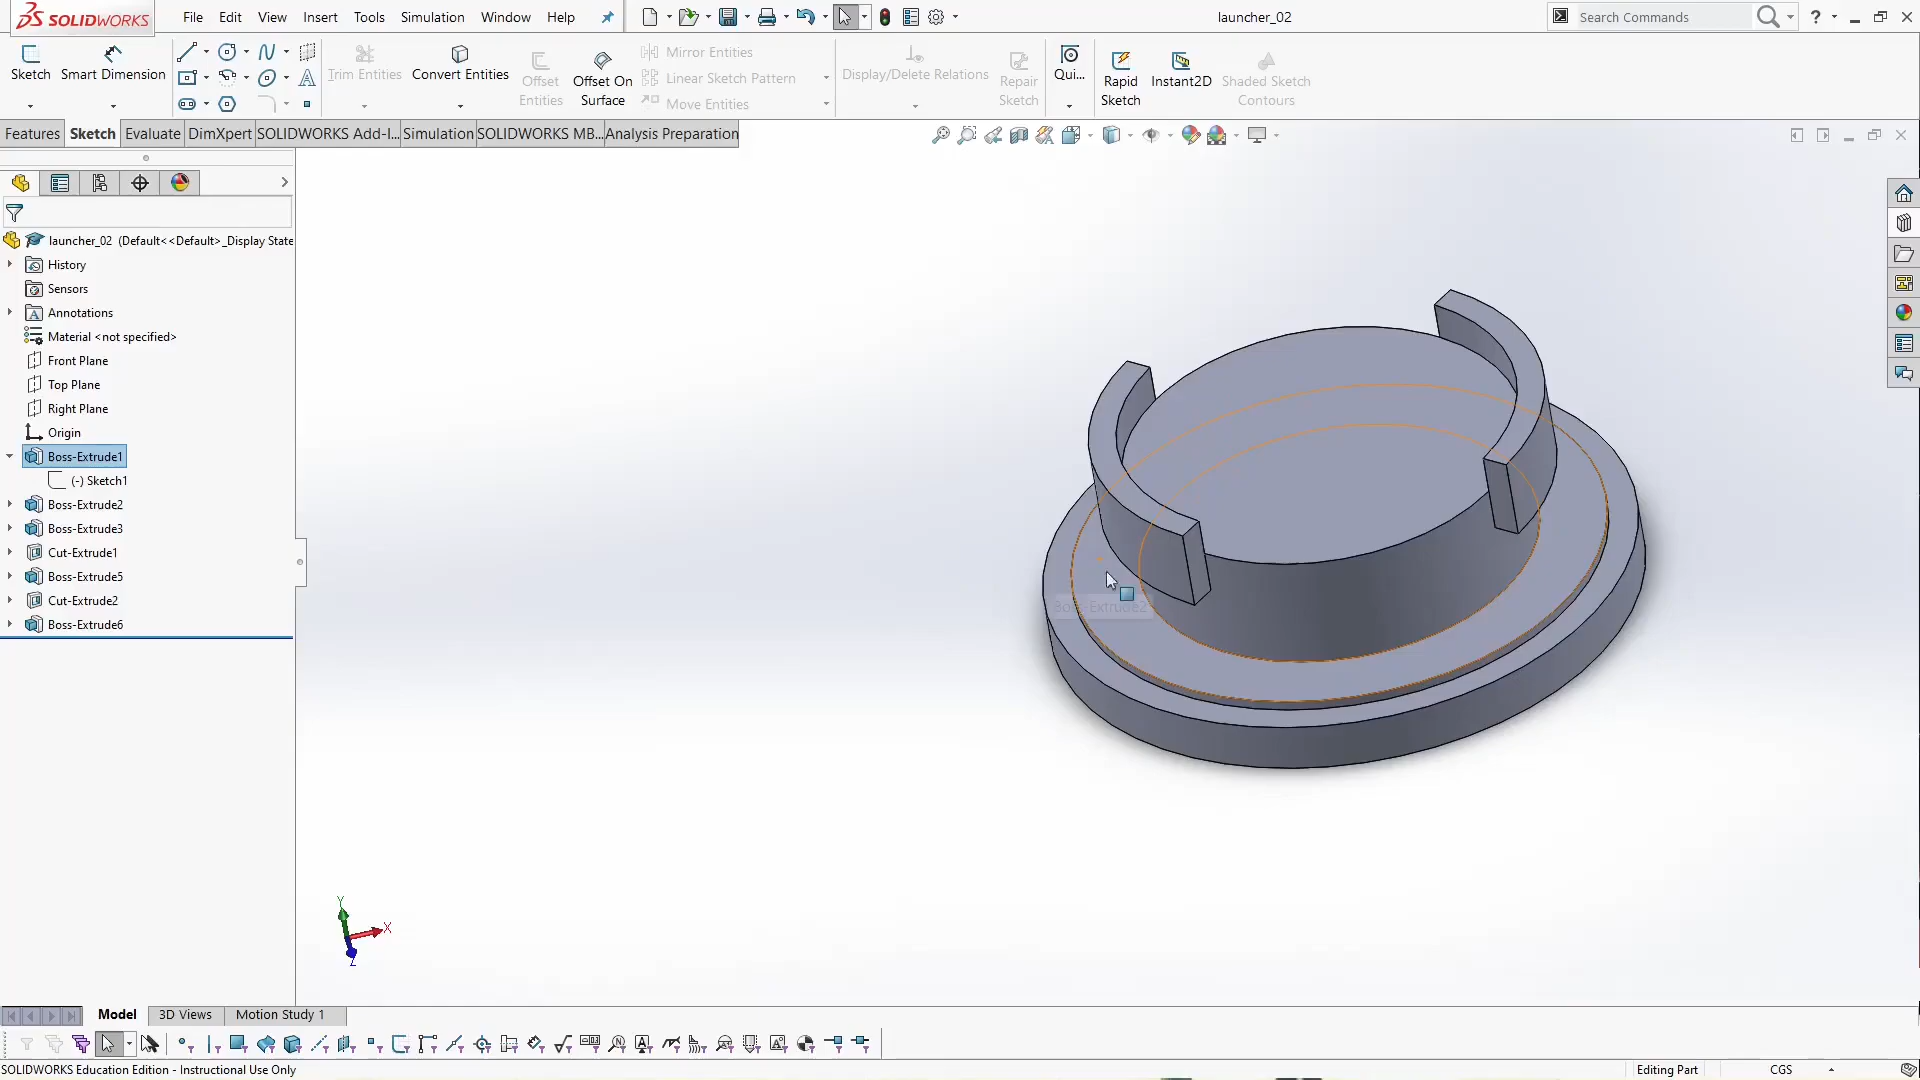 SOLIDWORKS
File Edit View Insert Tools Simulation Window Help
launcher_02
Search Commands
?
Sketch
Smart Dimension
Trim Entities
Convert Entities
Offset
Entities
Offset On
Surface
Mirror Entities
Linear Sketch Pattern
Move Entities
Display/Delete Relations
Repair
Sketch
Qui...
Rapid
Sketch
Instant2D
Shaded Sketch
Contours
Features Sketch Evaluate DimXpert SOLIDWORKS Add-I... Simulation SOLIDWORKS MB... Analysis Preparation
launcher_02 (Default<<Default>_Display State
History
Sensors
Annotations
Material <not specified>
Front Plane
Top Plane
Right Plane
Origin
Boss-Extrude1
(-) Sketch1
Boss-Extrude2
Boss-Extrude3
Cut-Extrude1
Boss-Extrude5
Cut-Extrude2
Boss-Extrude6
Boss-Extrude2
Y
X
Z
Model 3D Views Motion Study 1
SOLIDWORKS Education Edition - Instructional Use Only
Editing Part
CGS